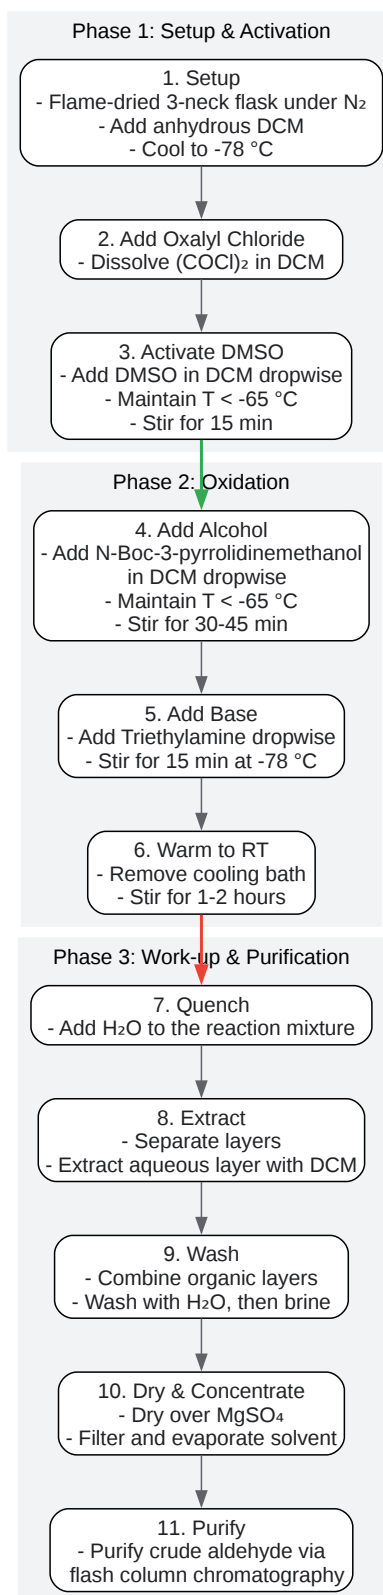 Phase 1: Setup & Activation
1. Setup
- Flame-dried 3-neck flask under N₂
- Add anhydrous DCM
- Cool to -78 °C
2. Add Oxalyl Chloride
- Dissolve (COCl)₂ in DCM
3. Activate DMSO
- Add DMSO in DCM dropwise
- Maintain T < -65 °C
- Stir for 15 min
Phase 2: Oxidation
4. Add Alcohol
- Add N-Boc-3-pyrrolidinemethanol
in DCM dropwise
- Maintain T < -65 °C
- Stir for 30-45 min
5. Add Base
- Add Triethylamine dropwise
- Stir for 15 min at -78 °C
6. Warm to RT
- Remove cooling bath
- Stir for 1-2 hours
Phase 3: Work-up & Purification
7. Quench
- Add H₂O to the reaction mixture
8. Extract
- Separate layers
- Extract aqueous layer with DCM
9. Wash
- Combine organic layers
- Wash with H₂O, then brine
10. Dry & Concentrate
- Dry over MgSO₄
- Filter and evaporate solvent
11. Purify
- Purify crude aldehyde via
flash column chromatography